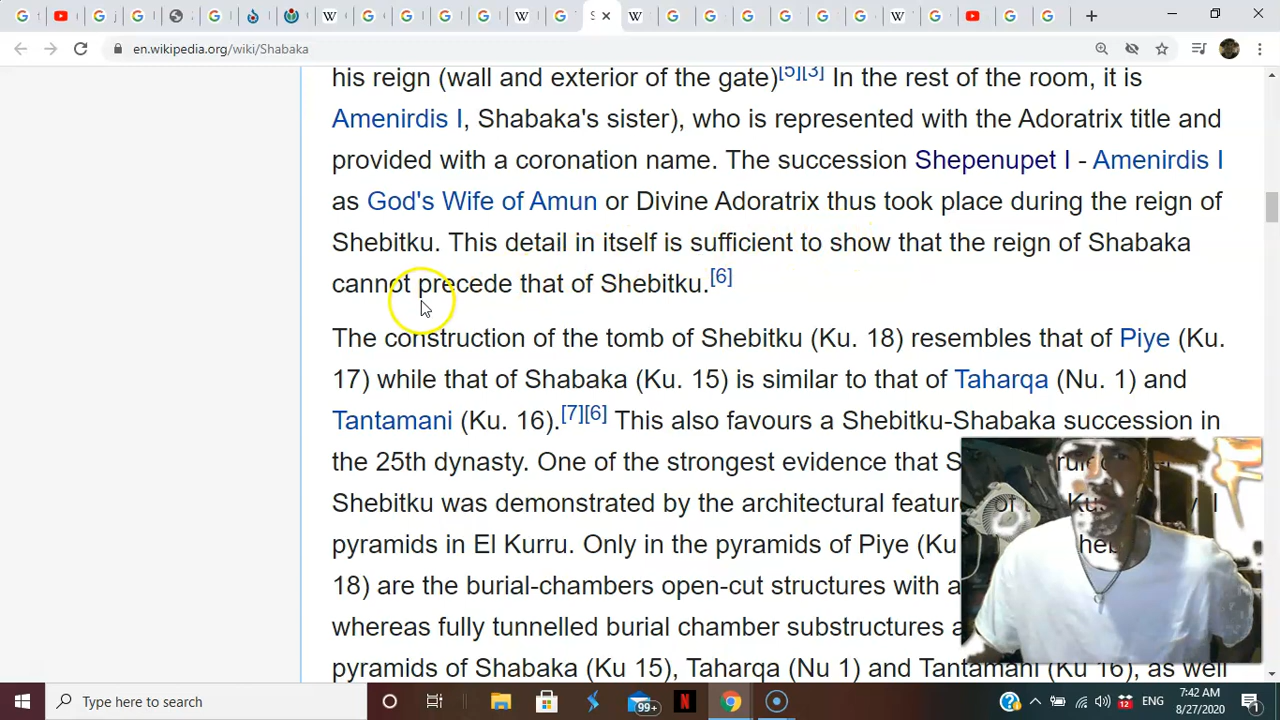 en.wikipedia.org/wiki/Shabaka
his reign (wall and exterior of the gate)[5][3] In the rest of the room, it is
Amenirdis I, Shabaka's sister), who is represented with the Adoratrix title and
provided with a coronation name. The succession Shepenupet I - Amenirdis I
as God's Wife of Amun or Divine Adoratrix thus took place during the reign of
Shebitku. This detail in itself is sufficient to show that the reign of Shabaka
cannot precede that of Shebitku.[6]
The construction of the tomb of Shebitku (Ku. 18) resembles that of Piye (Ku.
17) while that of Shabaka (Ku. 15) is similar to that of Taharqa (Nu. 1) and
Tantamani (Ku. 16).[7][6] This also favours a Shebitku-Shabaka succession in
the 25th dynasty. One of the strongest evidence that
Shebitku was demonstrated by the architectural
pyramids in El Kurru. Only in the pyramids of Piye (Ku
18) are the burial-chambers open-cut structures with
whereas fully tunnelled burial chamber substructures
pyramids of Shabaka (Ku 15), Taharqa (Nu 1) and Tantamani (Ku 16), as well
Type here to search
99+
N
ENG
12
7:42 AM
8/27/2020
1